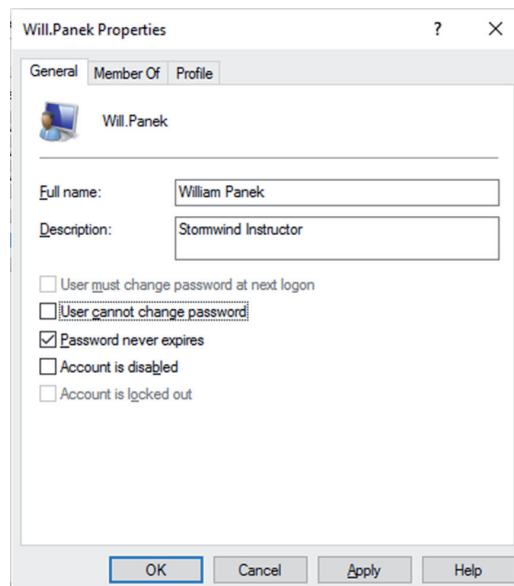 Will.Panek Properties
?
General Member Of Profile
Will.Panek
Full name: William Panek
Description: Stormwind Instructor
User must change password at next logon
User cannot change password
Password never expires
Account is disabled
Account is locked out
OK Cancel Apply Help